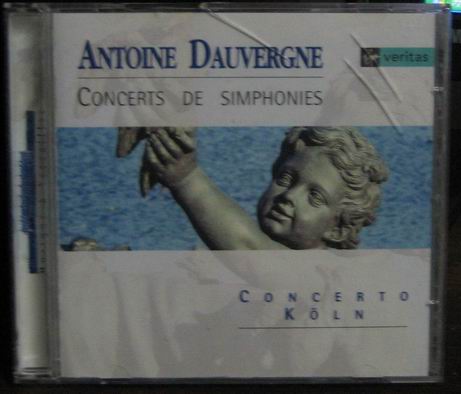 ANTOINE DAUVERGNE
veritas
CONCERTS DE SIMPHONIES
CONCERTO
KÖLN